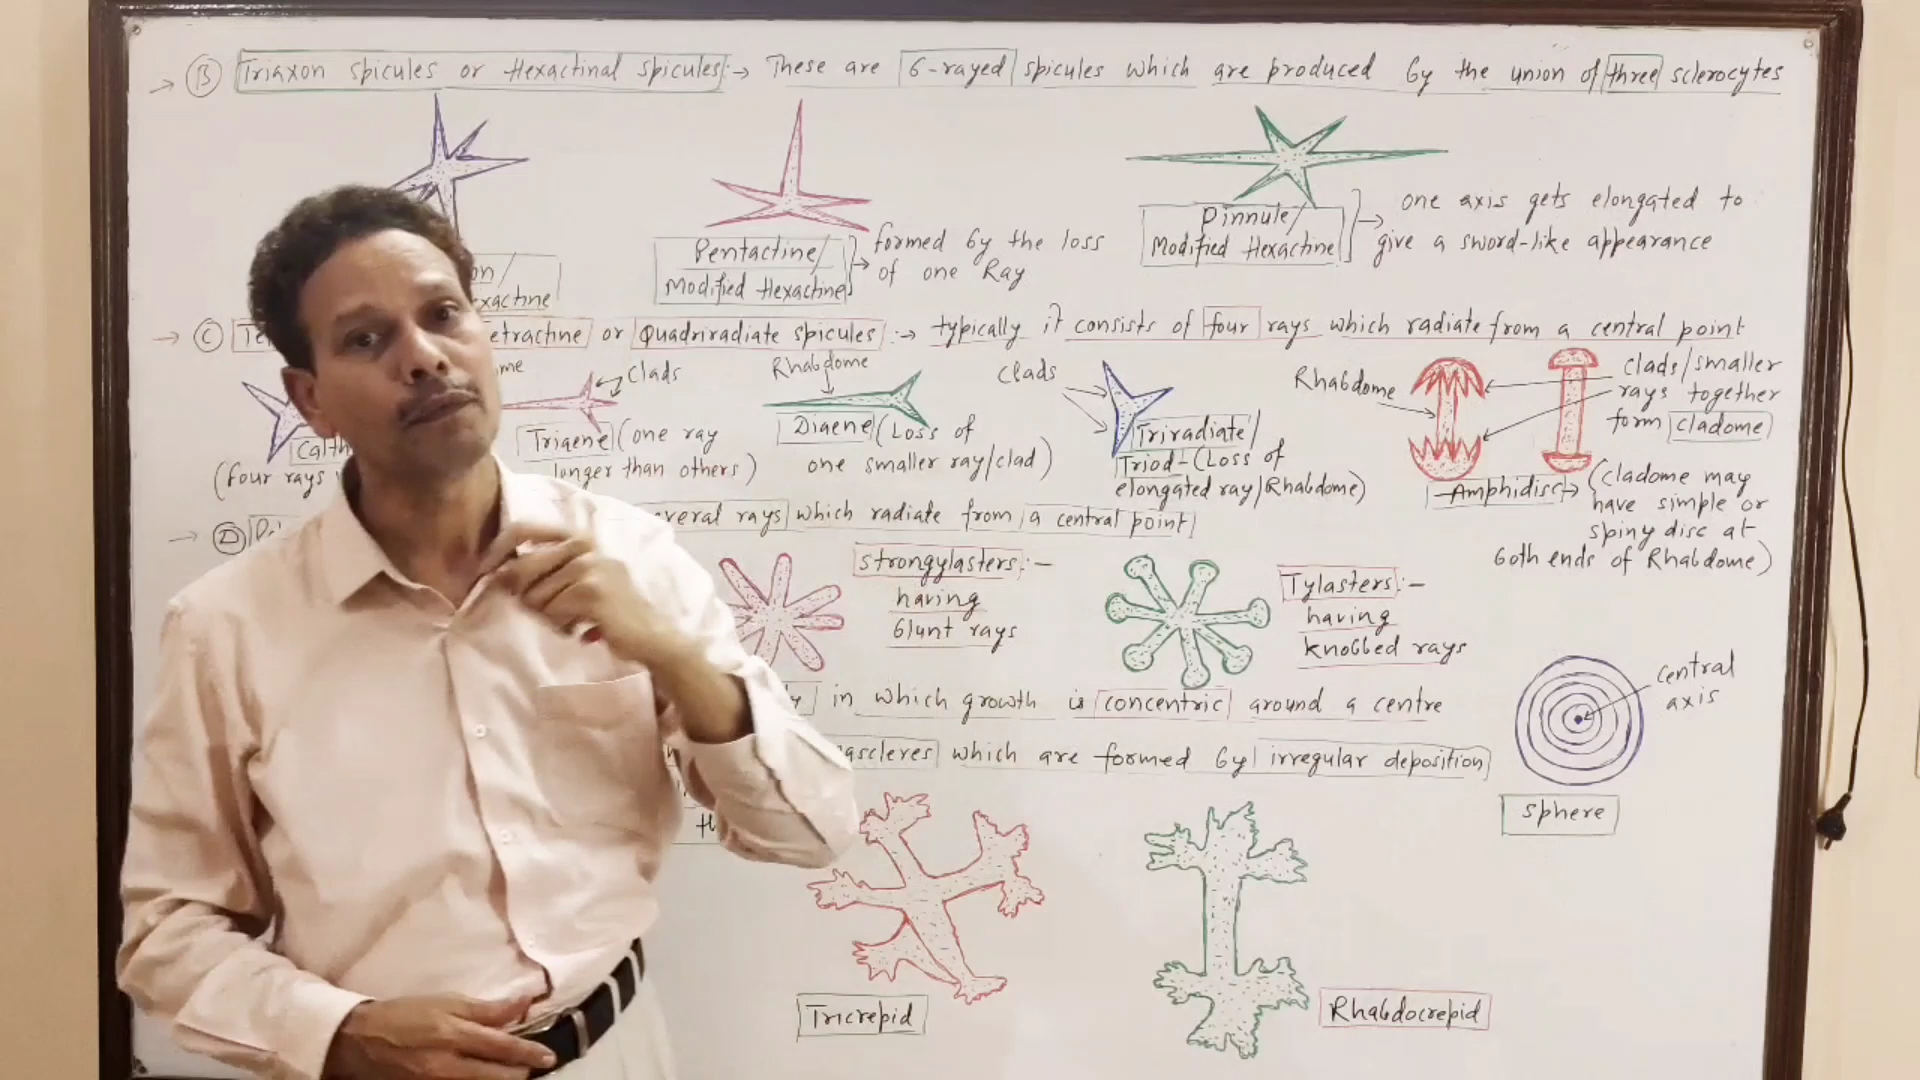 → B Triaxon spicules or Hexactinal spicules :→ These are 6-rayed spicules which are produced by the union of three sclerocytes
Pentactine/
Modified Hexactine
→ formed by the loss
of one Ray
Pinnule/
Modified Hexactine
→ one axis gets elongated to
give a sword-like appearance
→ C or Quadriradiate spicules :→ typically it consists of four rays which radiate from a central point
Clads
Triaene (one ray
longer than others)
Rhabdome
Diaene (Loss of
one smaller ray/clad)
Clads
Triradiate/
Triod - (Loss of
elongated ray/Rhabdome)
Rhabdome
clads/smaller
rays together
form cladome
Amphidisc → (Cladome may
have simple or
spiny disc at
both ends of Rhabdome)
(four rays
→ D rays which radiate from a central point
Strongylasters :-
having
blunt rays
Tylasters :-
having
knobbed rays
in which growth is concentric around a centre
central
axis
sphere
which are formed by irregular deposition
Tricrepid
Rhabdocrepid